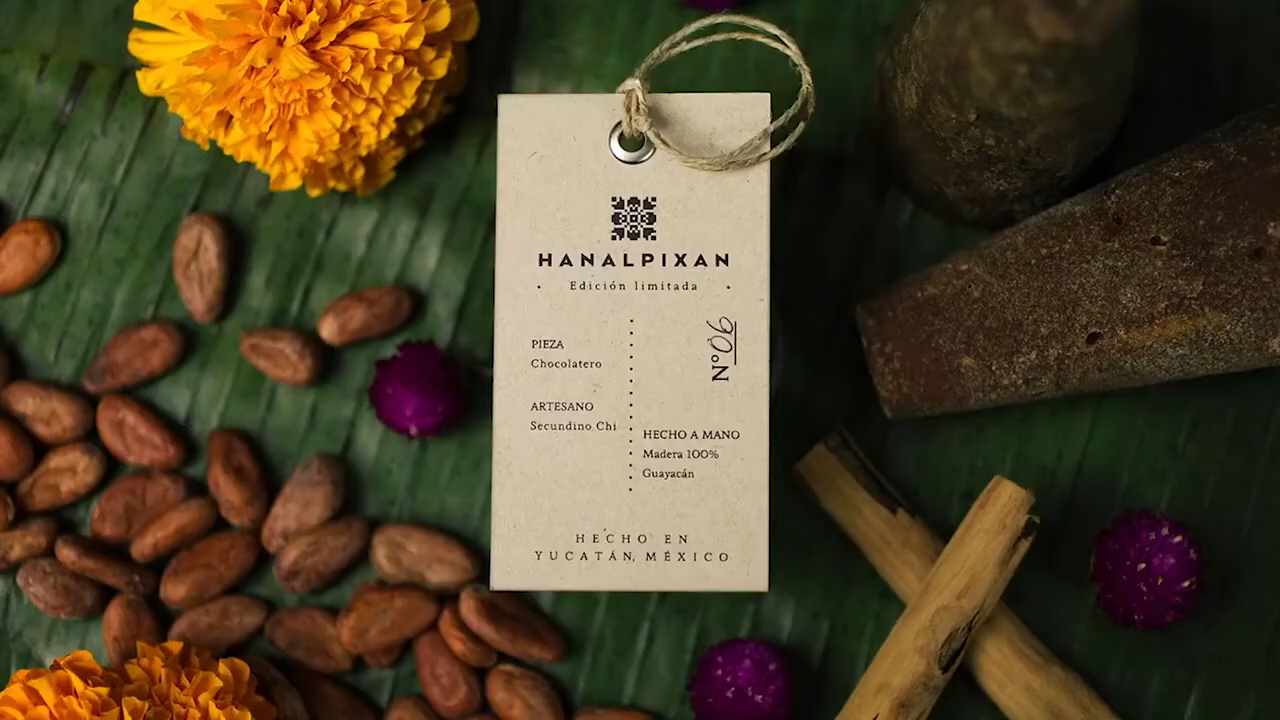 HANALPIXAN
· Edición limitada ·
PIEZA
Chocolatero
ARTESANO
Secundino Chi
Nº 06
HECHO A MANO
Madera 100%
Guayacán
HECHO EN
YUCATÁN, MÉXICO